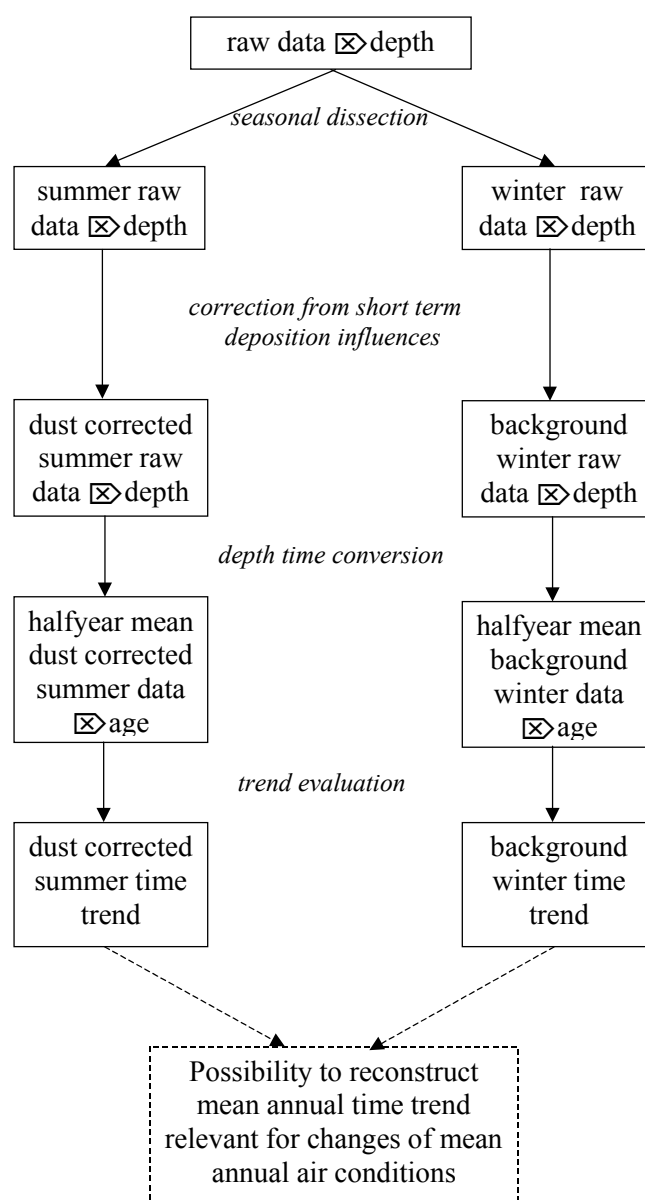 raw data ⌦ depth
seasonal dissection
summer raw
data ⌦ depth
winter raw
data ⌦ depth
correction from short term
deposition influences
dust corrected
summer raw
data ⌦ depth
background
winter raw
data ⌦ depth
depth time conversion
halfyear mean
dust corrected
summer data
⌦ age
halfyear mean
background
winter data
⌦ age
trend evaluation
dust corrected
summer time
trend
background
winter time
trend
Possibility to reconstruct
mean annual time trend
relevant for changes of mean
annual air conditions